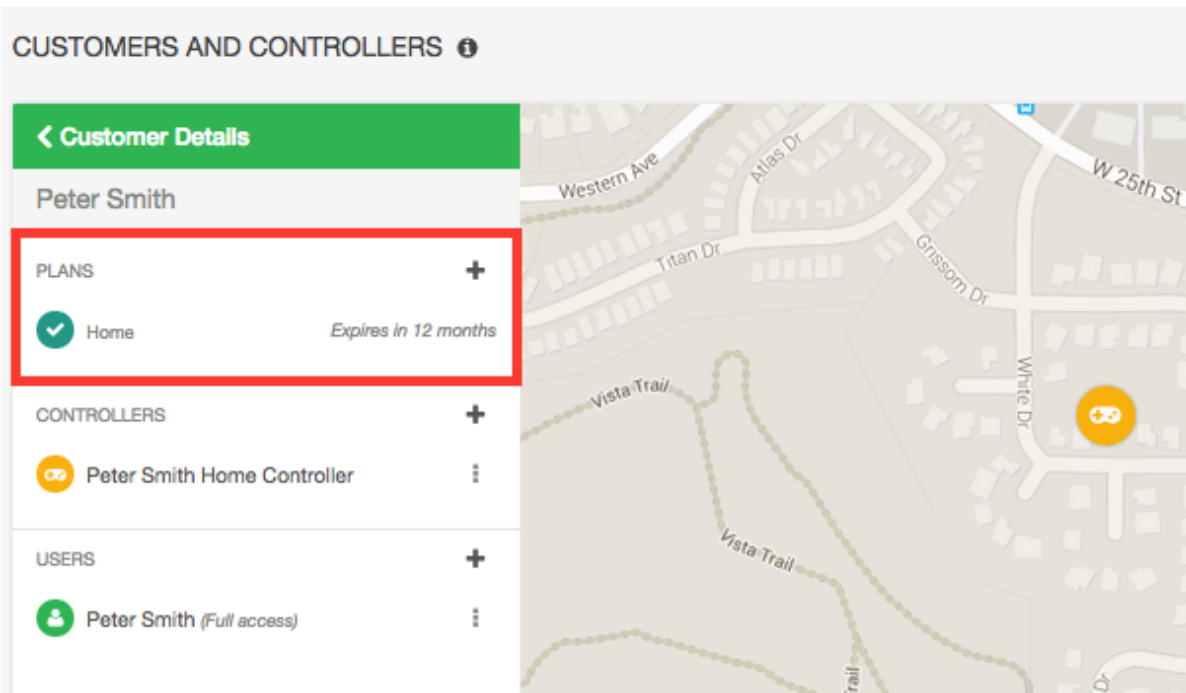 CUSTOMERS AND CONTROLLERS
Customer Details
Peter Smith
PLANS
Home
Expires in 12 months
CONTROLLERS
Peter Smith Home Controller
USERS
Peter Smith (Full access)
Western Ave
Atlas Dr
W 25th St
Titan Dr
Grissom Dr
Vista Trail
White Dr
Vista Trail
rail
Dr